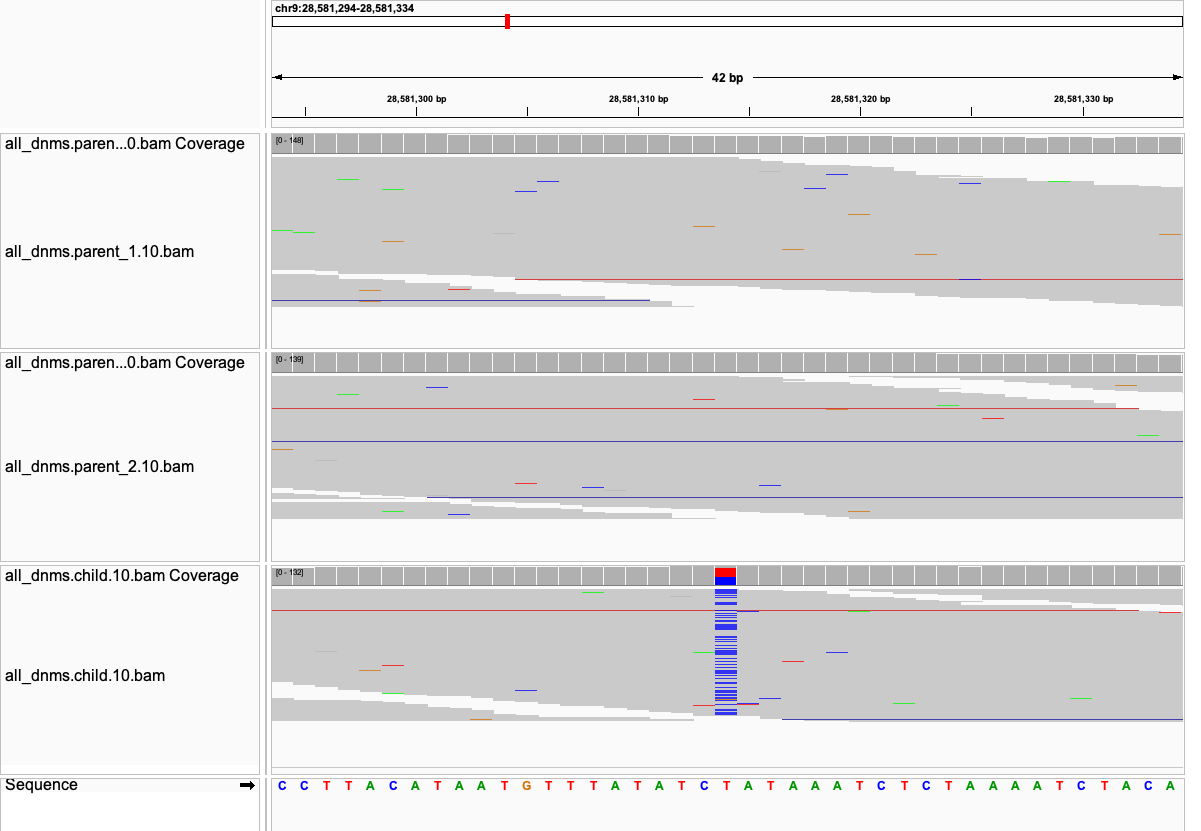 chr9:28,581,294-28,581,334
42 bp
28,581,300 bp 28,581,310 bp 28,581,320 bp 28,581,330 bp
all_dnms.paren...0.bam Coverage
[0 - 148]
all_dnms.parent_1.10.bam
all_dnms.paren...0.bam Coverage
[0 - 139]
all_dnms.parent_2.10.bam
all_dnms.child.10.bam Coverage
[0 - 132]
all_dnms.child.10.bam
Sequence
C C T T A C A T A A T G T T T A T A T C T A T A A A T C T C T A A A A T C T A C A